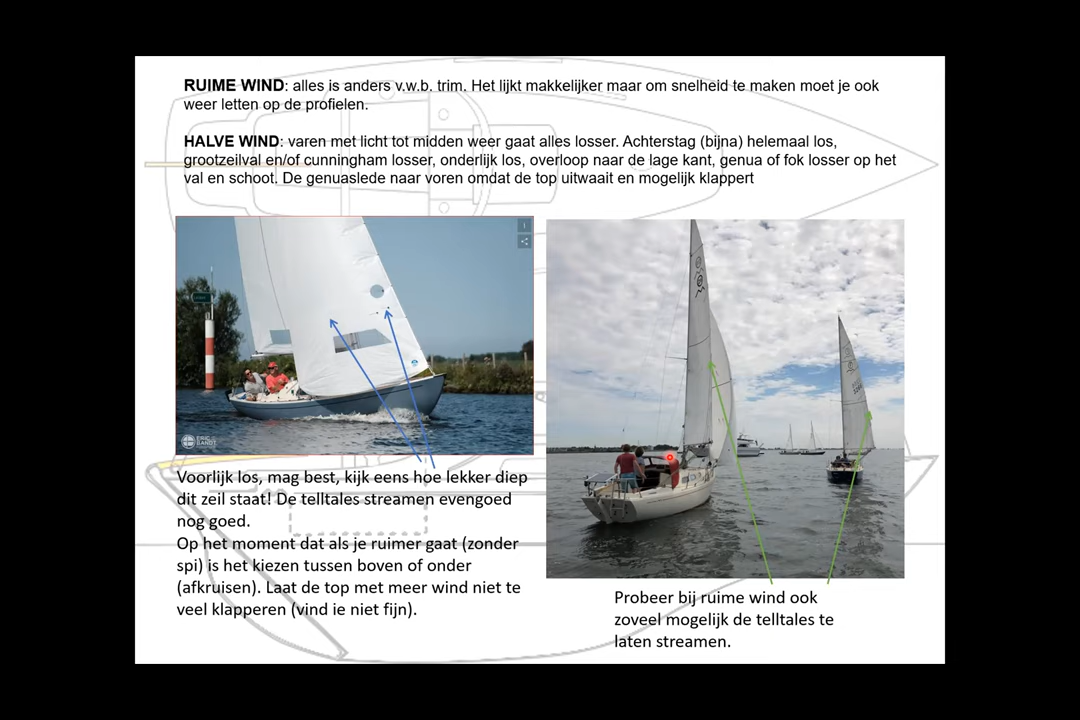 RUIME WIND: alles is anders v.w.b. trim. Het lijkt makkelijker maar om snelheid te maken moet je ook
weer letten op de profielen.
HALVE WIND: varen met licht tot midden weer gaat alles losser. Achterstag (bijna) helemaal los,
grootzeilval en/of cunningham losser, onderlijk los, overloop naar de lage kant, genua of fok losser op het
val en schoot. De genuaslede naar voren omdat de top uitwaait en mogelijk klappert
Voorlijk los, mag best, kijk eens hoe lekker diep
dit zeil staat! De telltales streamen evengoed
nog goed.
Op het moment dat als je ruimer gaat (zonder
spi) is het kiezen tussen boven of onder
(afkruisen). Laat de top met meer wind niet te
veel klapperen (vind ie niet fijn).
Probeer bij ruime wind ook
zoveel mogelijk de telltales te
laten streamen.